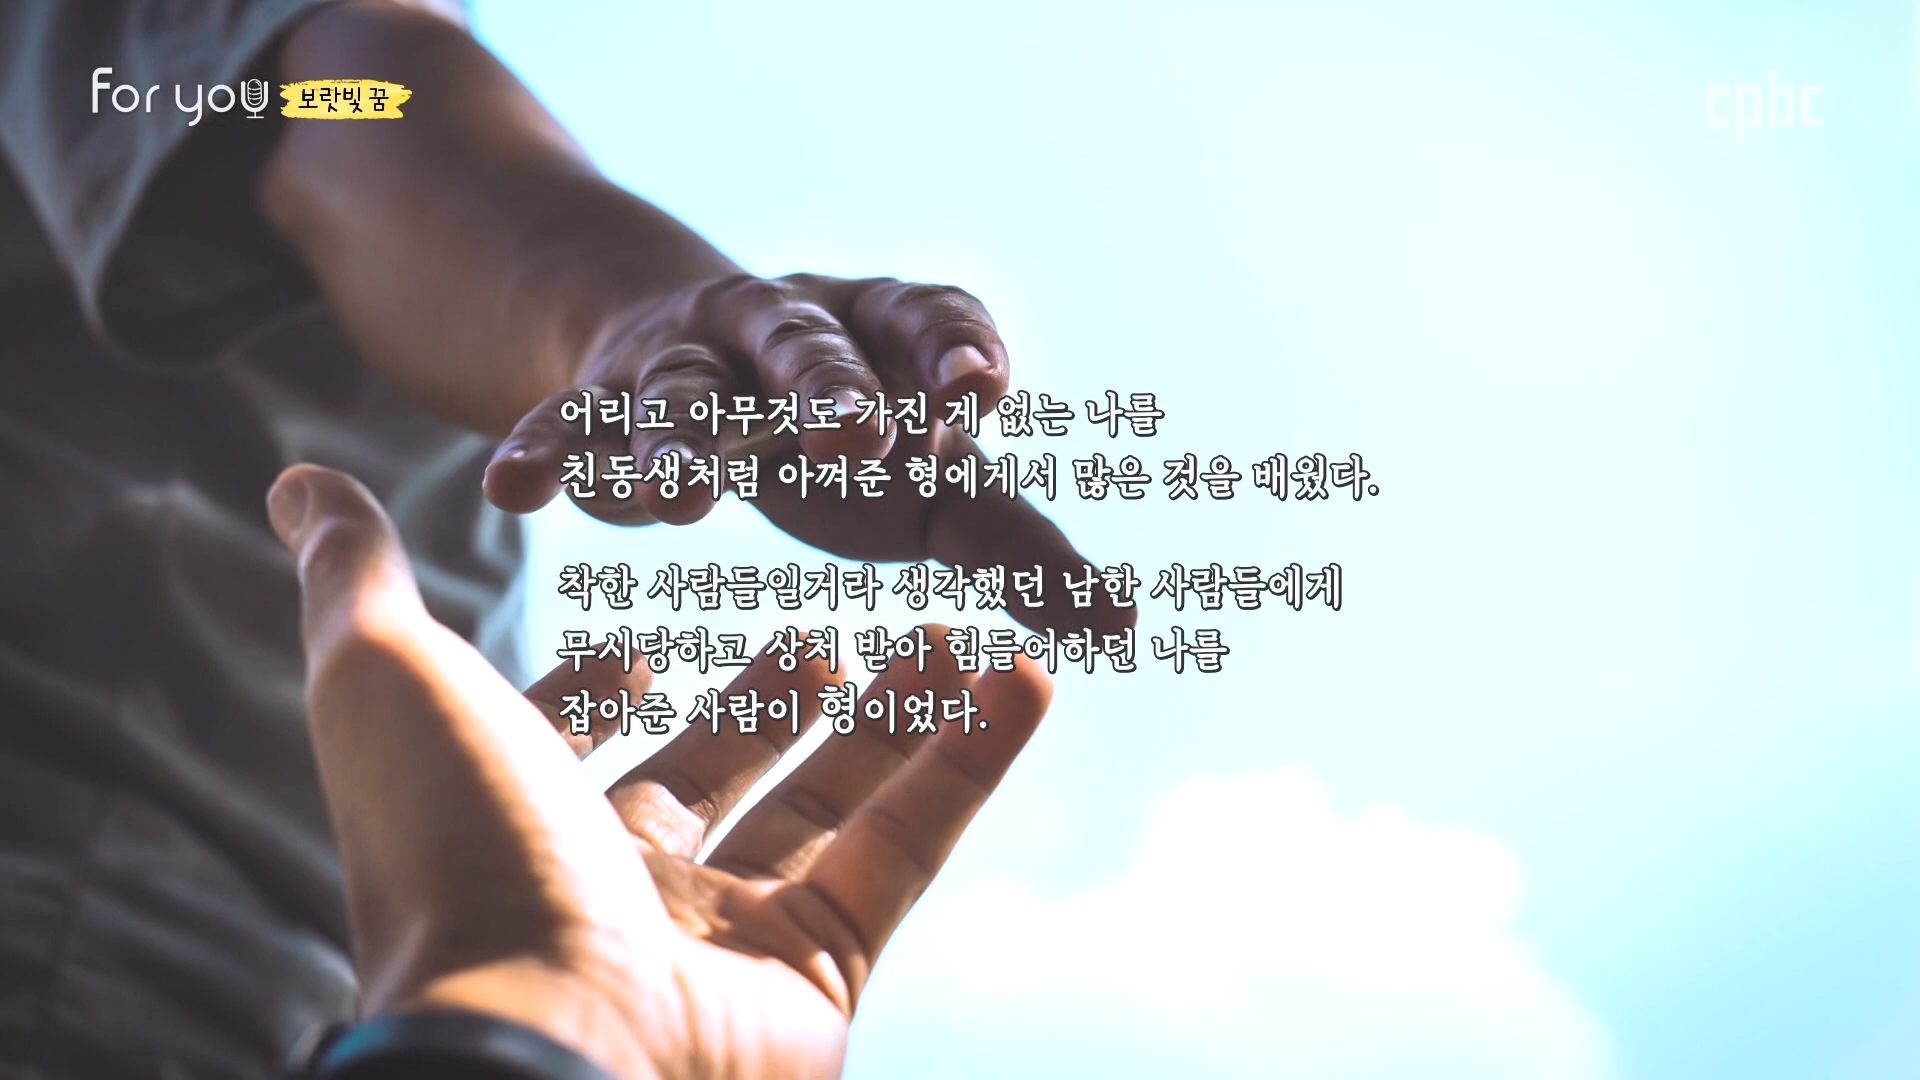 For you 보랏빛 꿈
cpbc
어리고 아무것도 가진 게 없는 나를
친동생처럼 아껴준 형에게서 많은 것을 배웠다.
착한 사람들일거라 생각했던 남한 사람들에게
무시당하고 상처 받아 힘들어하던 나를
잡아준 사람이 형이었다.